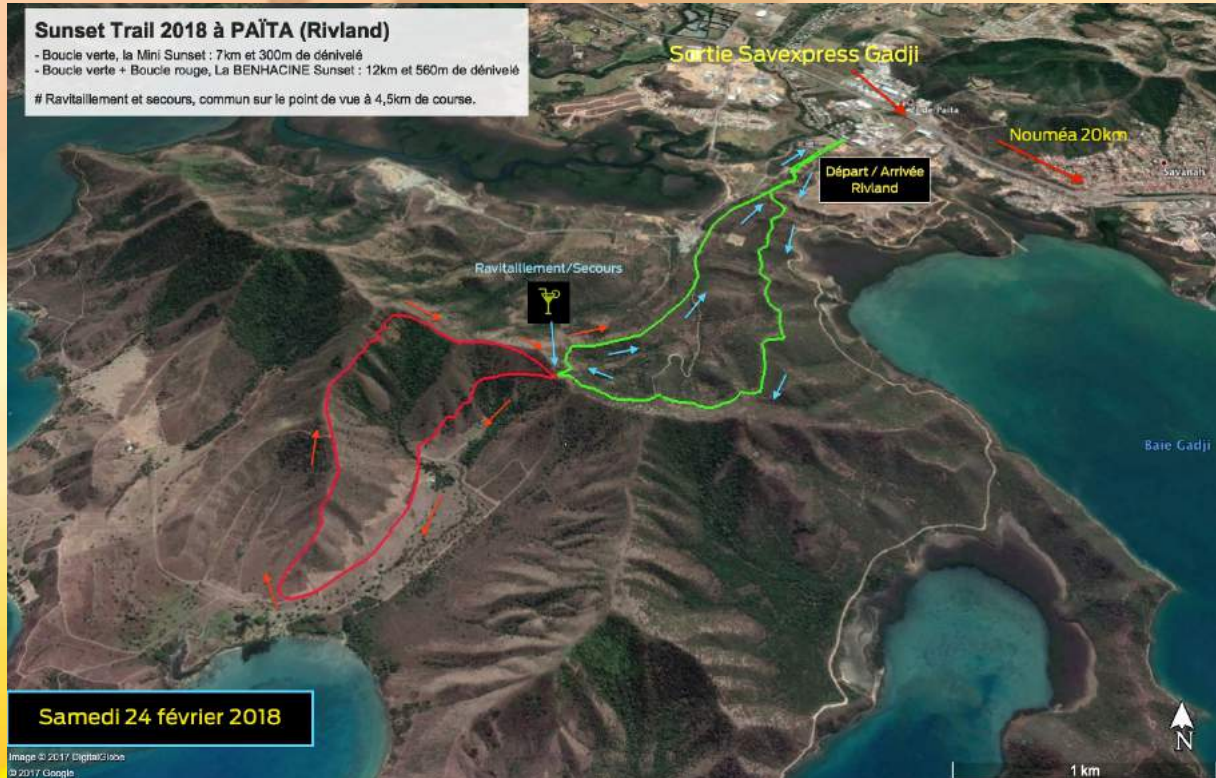 Sunset Trail 2018 à PAÏTA (Rivland)
- Boucle verte, la Mini Sunset : 7km et 300m de dénivelé
- Boucle verte + Boucle rouge, La BENHACINE Sunset : 12km et 560m de dénivelé
# Ravitaillement et secours, commun sur le point de vue à 4,5km de course.
Sortie Savexpress Gadji
de Paita
Nouméa 20km
Savanah
Départ / Arrivée
Rivland
Ravitaillement/Secours
Baie Gadji
Samedi 24 février 2018
N
Image © 2017 DigitalGlobe
© 2017 Google
1 km